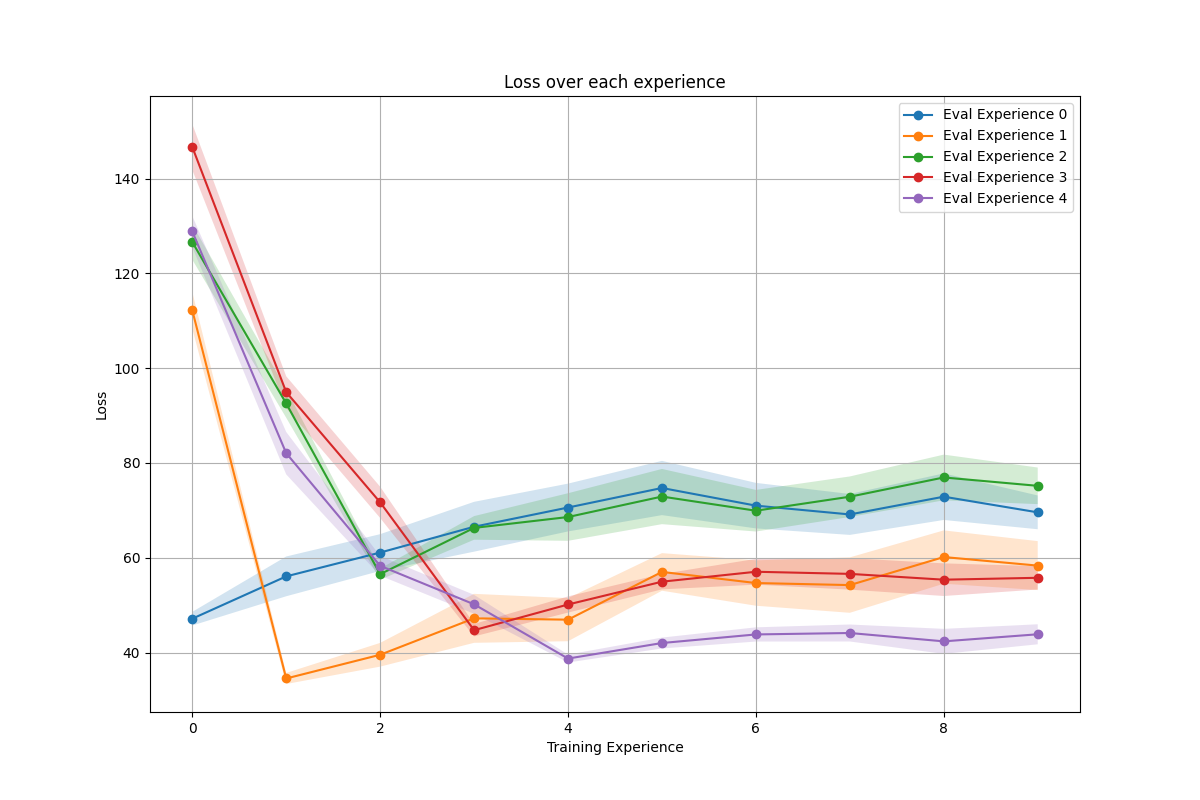 Loss over each experience
Eval Experience 0
Eval Experience 1
Eval Experience 2
Eval Experience 3
Eval Experience 4
Loss
140
120
100
80
60
40
0 2 4 6 8
Training Experience